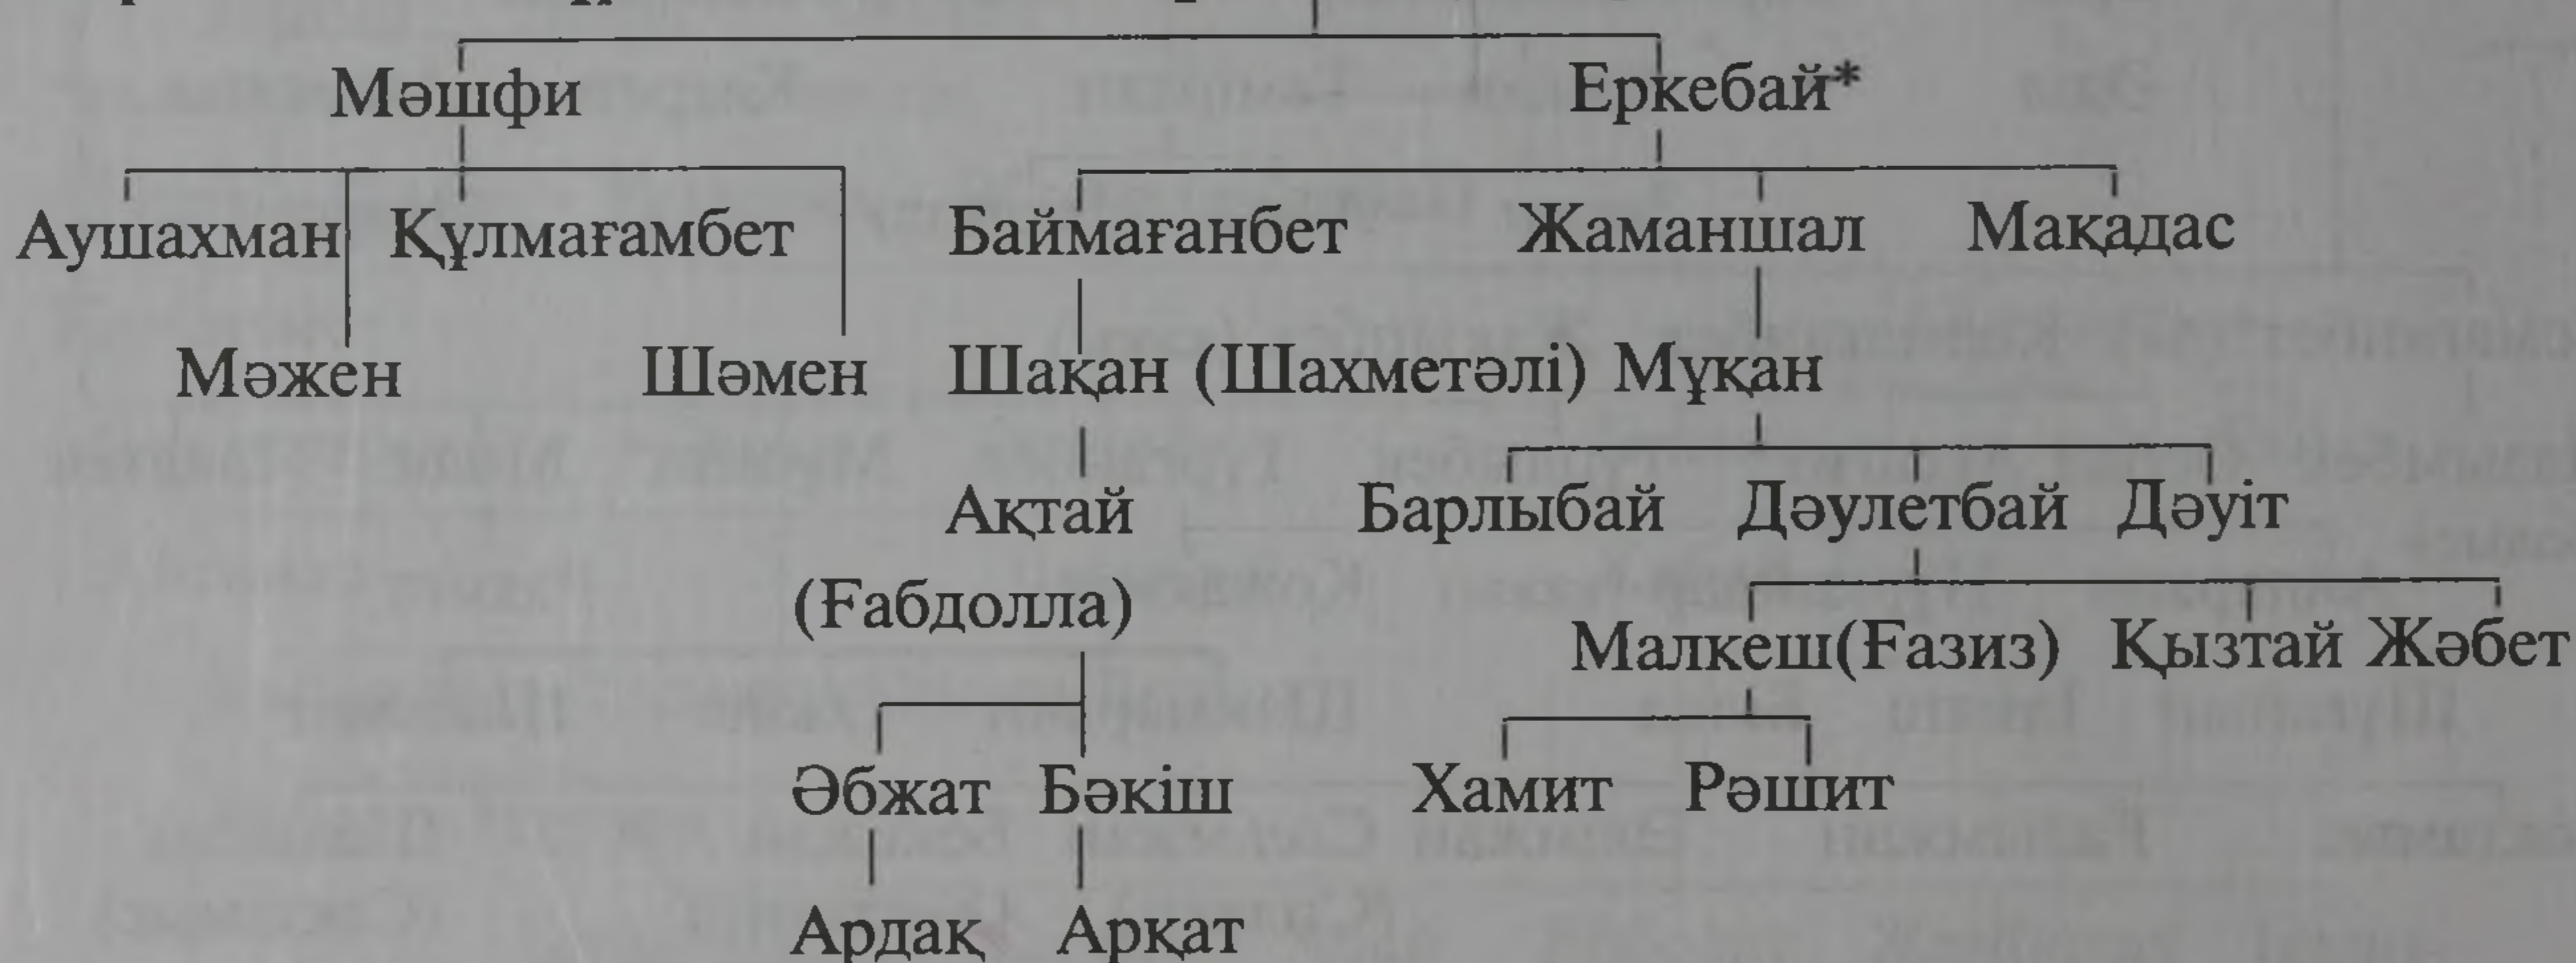 Мәшфи Еркебай*
Аушахман Құлмағамбет Баймағанбет Жаманшал Мақадас
Мәжен Шәмен Шақан (Шахметәлі) Мұқан
Ақтай Барлыбай Дәулетбай Дәуіт
(Ғабдолла)
Малкеш(Ғазиз) Қызтай Жәбет
Әбжат Бәкіш Хамит Рәшит
Ардақ Арқат